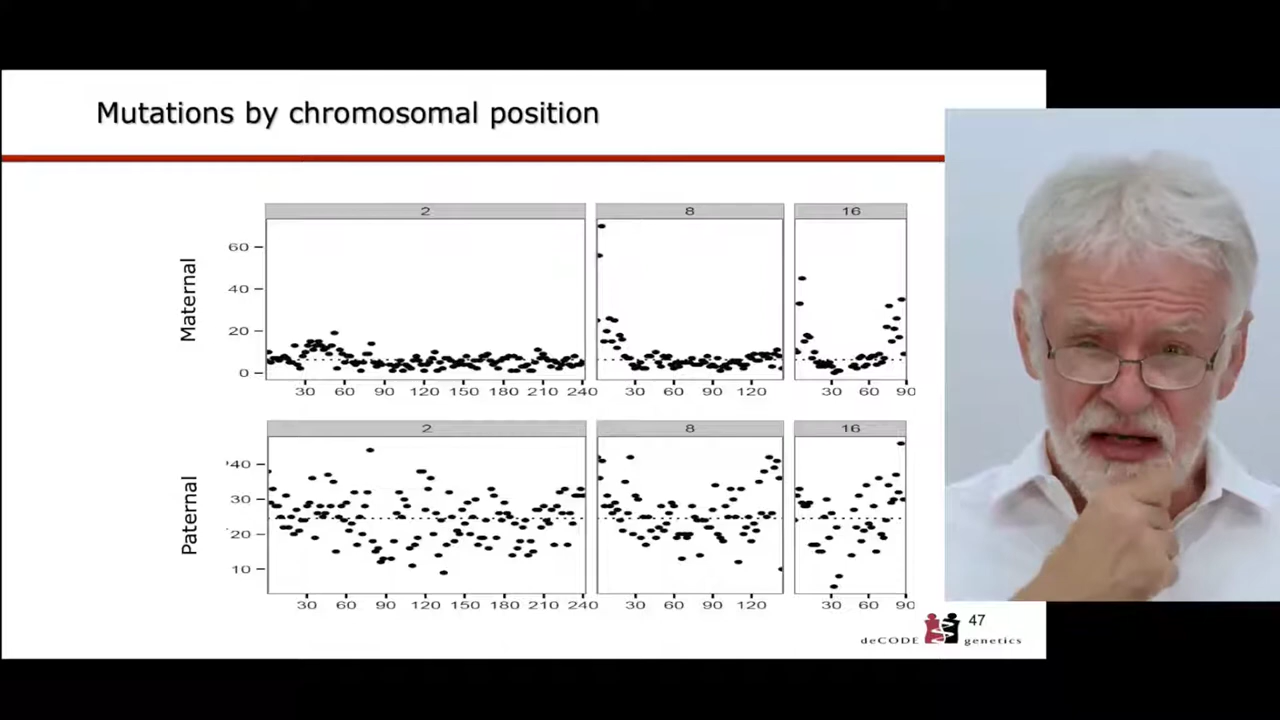 Mutations by chromosomal position
2 8 16
Maternal
60
40
20
0
30 60 90 120 150 180 210 240 30 60 90 120 30 60 90
2 8 16
Paternal
40
30
20
10
30 60 90 120 150 180 210 240 30 60 90 120 30 60 90
47
deCODE genetics